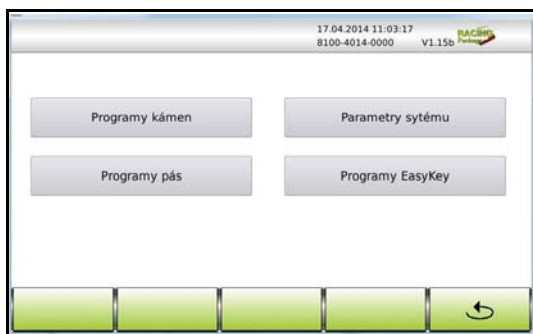 17.04.2014 11:03:17
8100-4014-0000 V1.15b RACING
Package
Programy kámen Parametry sytému
Programy pás Programy EasyKey